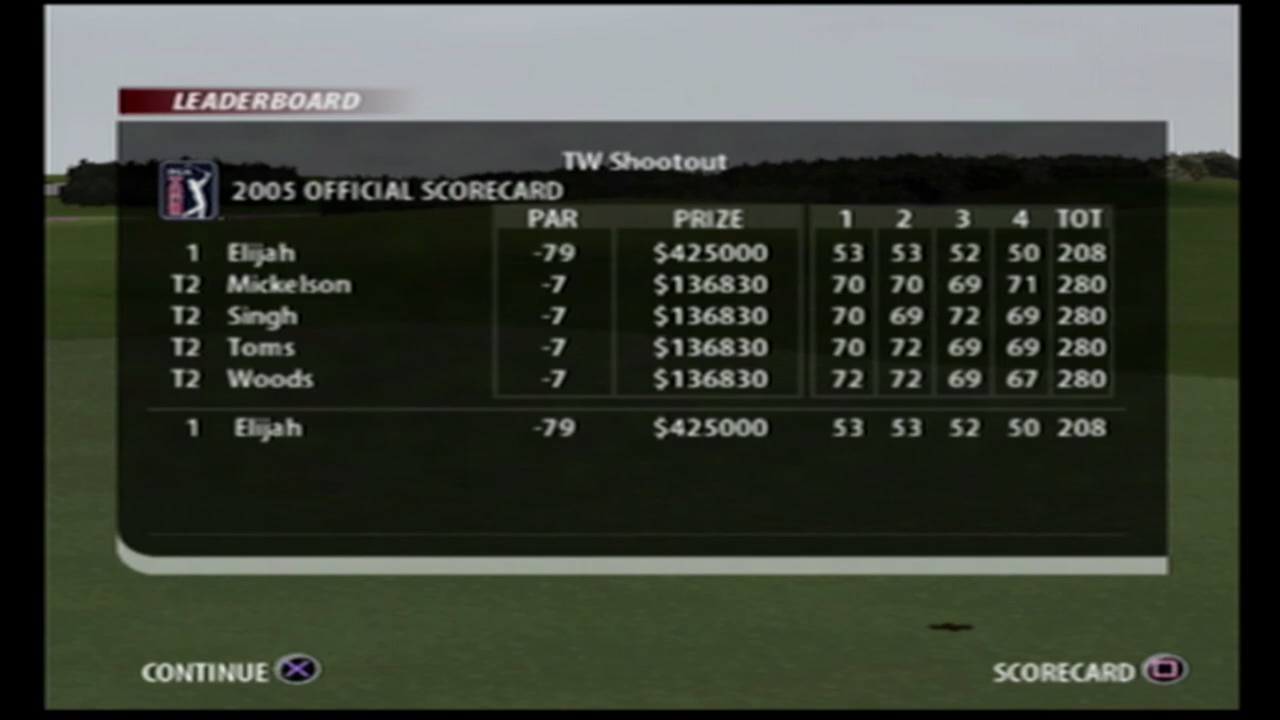 LEADERBOARD
TW Shootout
2005 OFFICIAL SCORECARD
PAR PRIZE 1 2 3 4 TOT
1 Elijah -79 $425000 53 53 52 50 208
T2 Mickelson -7 $136830 70 70 69 71 280
T2 Singh -7 $136830 70 69 72 69 280
T2 Toms -7 $136830 70 72 69 69 280
T2 Woods -7 $136830 72 72 69 67 280
1 Elijah -79 $425000 53 53 52 50 208
CONTINUE SCORECARD